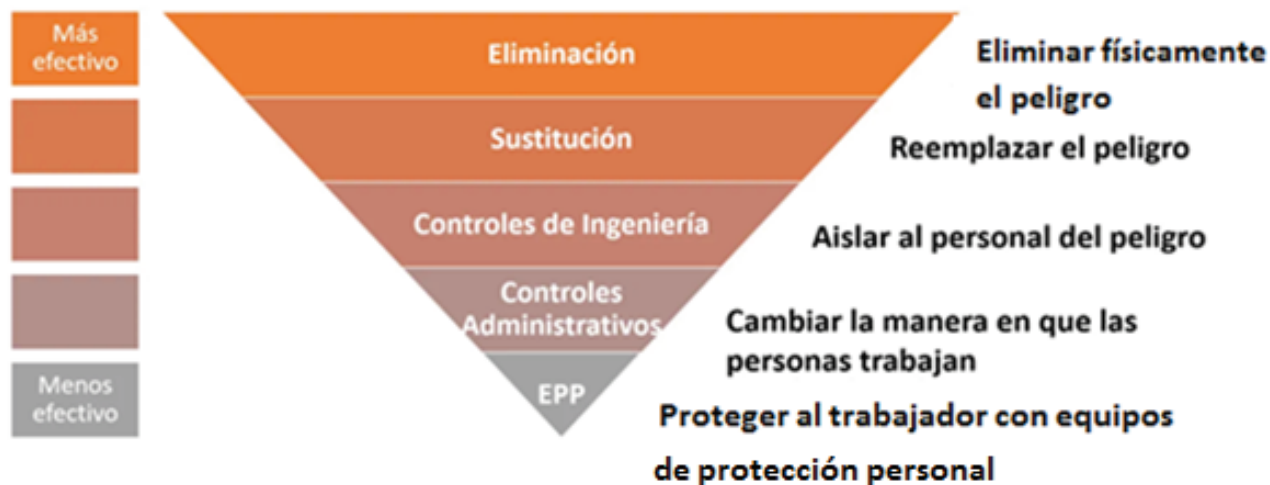 Más
efectivo
Eliminación
Eliminar físicamente
el peligro
Sustitución
Reemplazar el peligro
Controles de Ingeniería
Aislar al personal del peligro
Controles
Administrativos
Cambiar la manera en que las
personas trabajan
Menos
efectivo
EPP
Proteger al trabajador con equipos
de protección personal